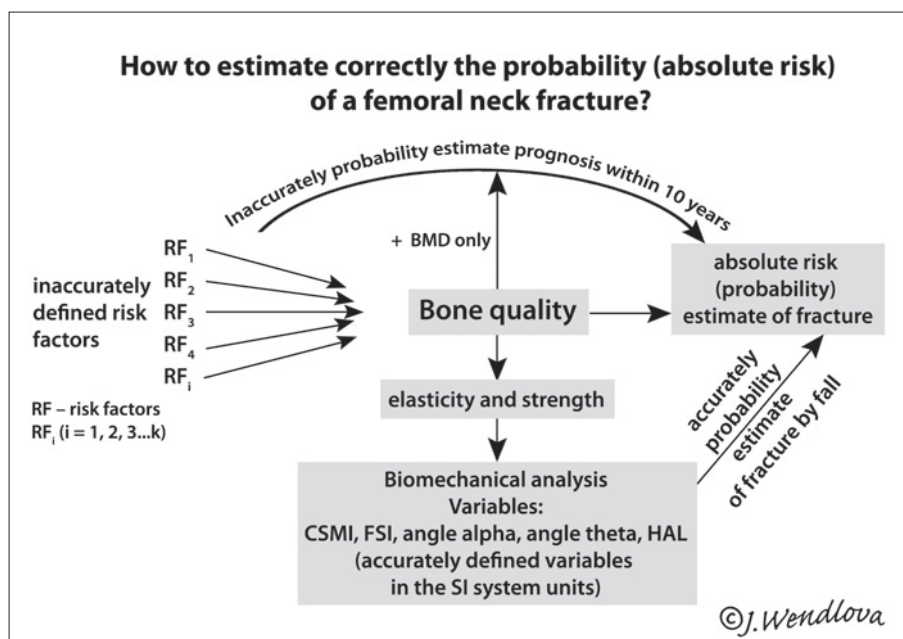 How to estimate correctly the probability (absolute risk)
of a femoral neck fracture?
Inaccurately probability estimate prognosis within 10 years
+ BMD only
RF1
RF2
RF3
RF4
RFi
inaccurately
defined risk
factors
RF – risk factors
RFi (i = 1, 2, 3...k)
Bone quality
absolute risk
(probability)
estimate of fracture
elasticity and strength
accurately
probability
estimate
of fracture by fall
Biomechanical analysis
Variables:
CSMI, FSI, angle alpha, angle theta, HAL
(accurately defined variables
in the SI system units)
©J.Wendlova